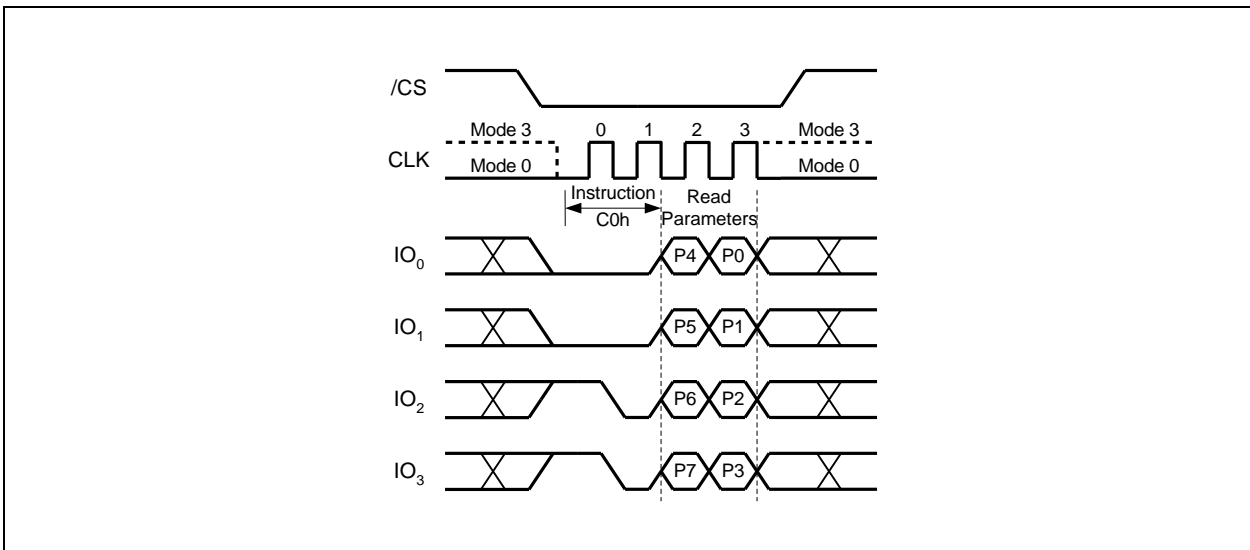 /CS
Mode 3 0 1 2 3 Mode 3
CLK Mode 0 Mode 0
Instruction Read
C0h Parameters
IO0 P4 P0
IO1 P5 P1
IO2 P6 P2
IO3 P7 P3